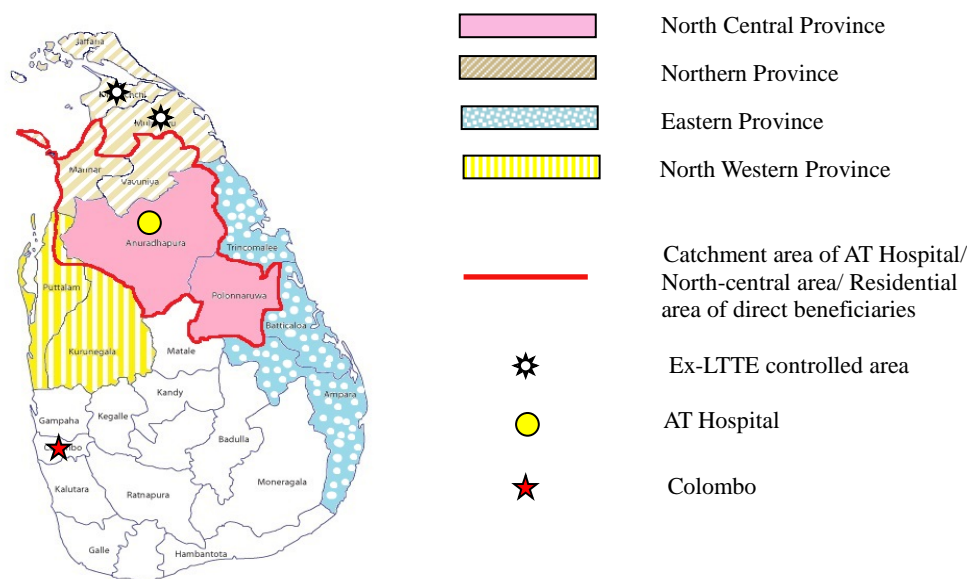 Jaffana
Mannar
Vavuniya
Anuradhapura
Trincomalee
Puttalam
Polonnaruwa
Batticaloa
Kurunegala
Matale
Kandy
Ampara
Gampaha
Kegalle
Badulla
Moneragala
Kalutara
Ratnapura
Galle
Hambantota
North Central Province
Northern Province
Eastern Province
North Western Province
Catchment area of AT Hospital/
North-central area/ Residential
area of direct beneficiaries
Ex-LTTE controlled area
AT Hospital
Colombo